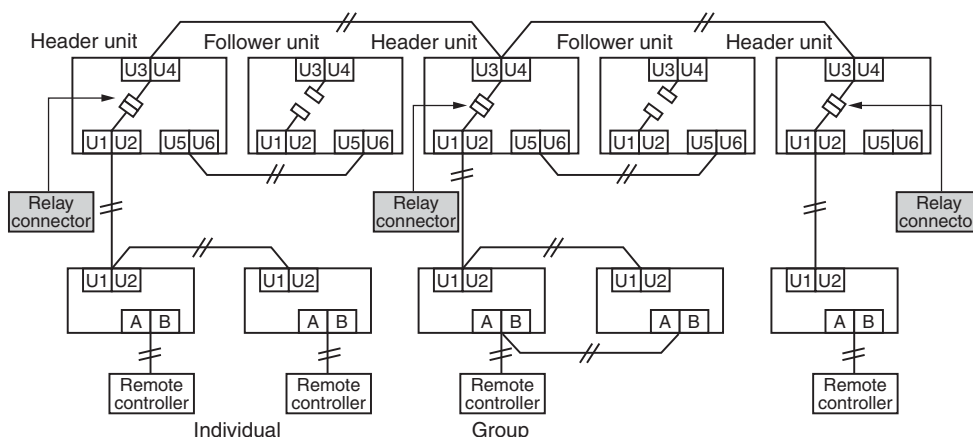 Header unit Follower unit Header unit Follower unit Header unit
U3 U4 U3 U4 U3 U4 U3 U4 U3 U4
U1 U2 U5 U6 U1 U2 U5 U6 U1 U2 U5 U6 U1 U2 U5 U6 U1 U2 U5 U6
Relay
connector
Relay
connector
Relay
connector
U1 U2 U1 U2 U1 U2 U1 U2 U1 U2
A B A B A B A B A B
Remote
controller
Remote
controller
Remote
controller
Remote
controller
Individual Group